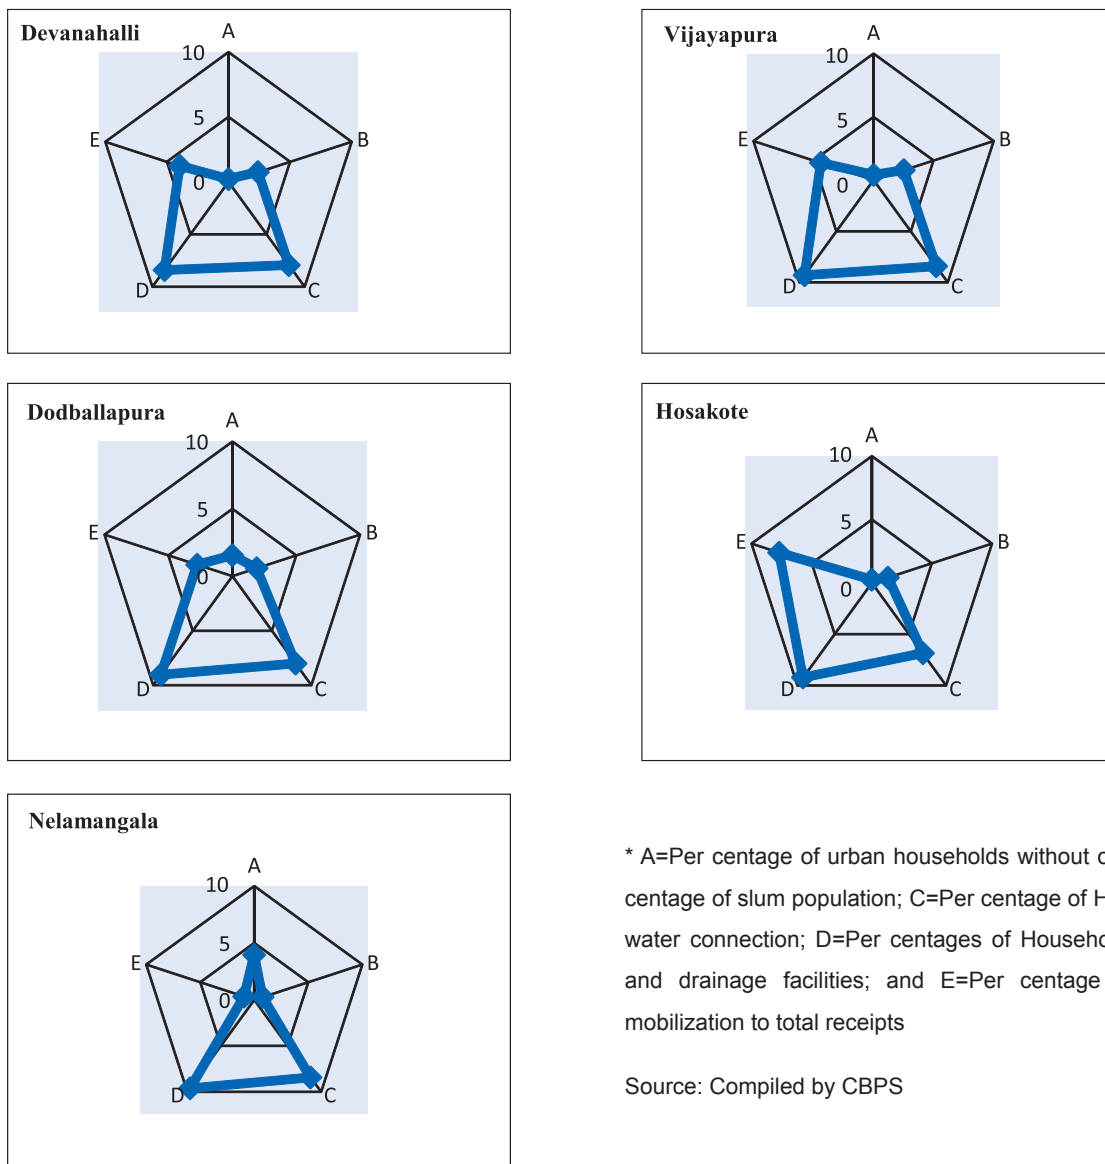 Devanahalli
A
10
5
0
E
B
D
C
Vijayapura
A
10
5
0
E
B
D
C
Dodballapura
A
10
5
0
E
B
D
C
Hosakote
A
10
5
0
E
B
D
C
Nelamangala
A
10
5
0
E
B
D
C
* A=Per centage of urban households without
centage of slum population; C=Per centage of
water connection; D=Per centages of
and drainage facilities; and E=Per centage
mobilization to total receipts
Source: Compiled by CBPS